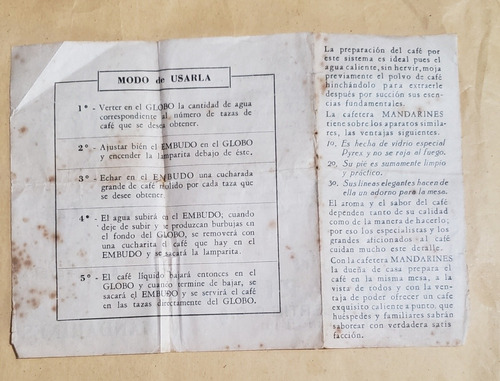 MODO de USARLA
1º - Verter en el GLOBO la cantidad de agua
correspondiente al número de tazas de
café que se desea obtener.
2º - Ajustar bién el EMBUDO en el GLOBO
y encender la lamparita debajo de éste.
3º - Echar en el EMBUDO una cucharada
grande de café molido por cada taza que
se desee obtener.
4º - El agua subirá en el EMBUDO; cuando
deje de subir y se produzcan burbujas en
el fondo del GLOBO, se removerá con
una cucharita el café que hay en el
EMBUDO y se sacará la lamparita.
5º - El café líquido bajará entonces en el
GLOBO y cuando termine de bajar, se
sacará el EMBUDO y se servirá el café
en las tazas directamente del GLOBO.
La preparación del café por
este sistema es ideal pues el
agua caliente, sin hervir, moja
previamente el polvo de café
hinchándolo para extraerle
después por succión sus esen-
cias fundamentales.
La cafetera MANDARINES
tiene sobre los aparatos simila-
res, las ventajas siguientes.
1o. Es hecha de vidrio especial
Pyrex y no se raja al fuego.
2o. Su pie es sumamente limpio
y práctico.
3o. Sus líneas elegantes hacen de
ella un adorno para la mesa.
El aroma y el sabor del café
dependen tanto de su calidad
como de la manera de hacerlo;
por eso los especialistas y los
grandes aficionados al café
cuidan mucho este detalle.
Con la cafetera MANDARINES
la dueña de casa prepara el
café en la misma mesa, a la
vista de todos y con la ven-
taja de poder ofrecer un café
exquisito caliente a punto, que
huéspedes y familiares sabrán
saborear con verdadera satis
facción.